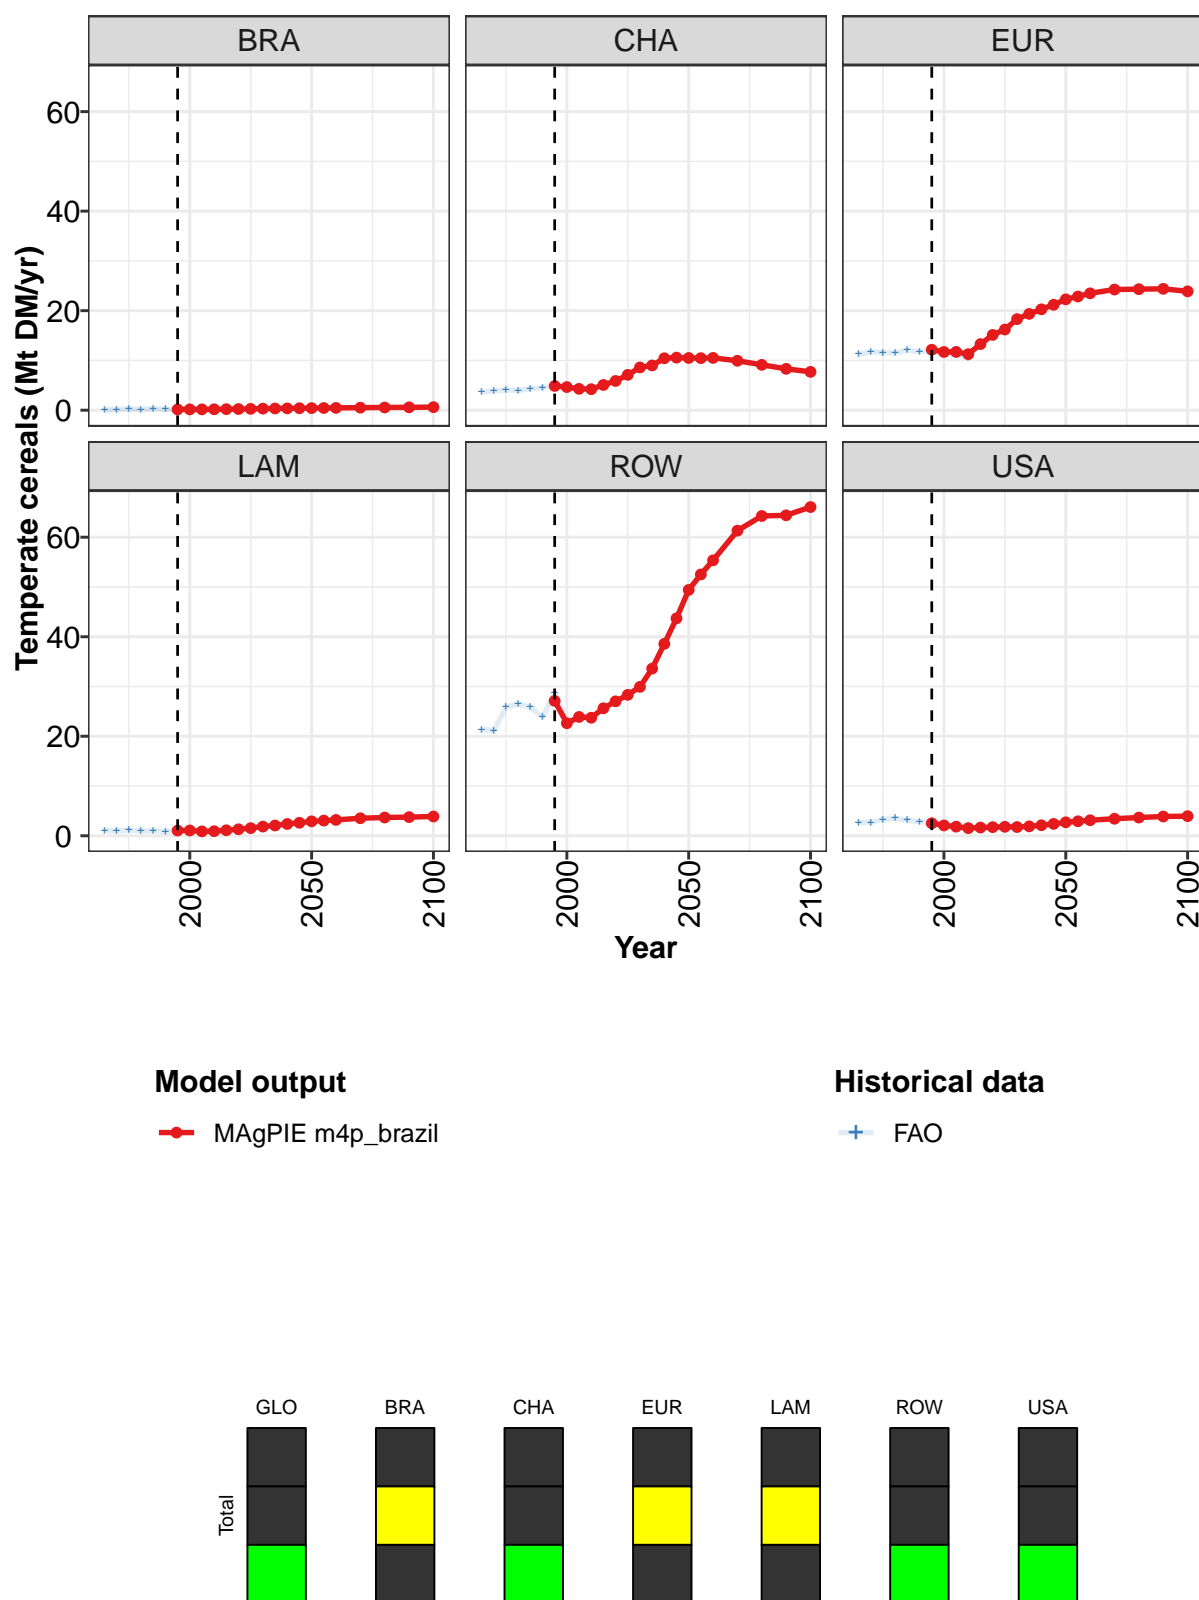 BRA CHA EUR
60
40
20
0
LAM ROW USA
60
40
20
0
Temperate cereals (Mt DM/yr)
2000 2050 2100 2000 2050 2100 2000 2050 2100
Year
Model output Historical data
MAgPIE m4p_brazil FAO
GLO BRA CHA EUR LAM ROW USA
Total